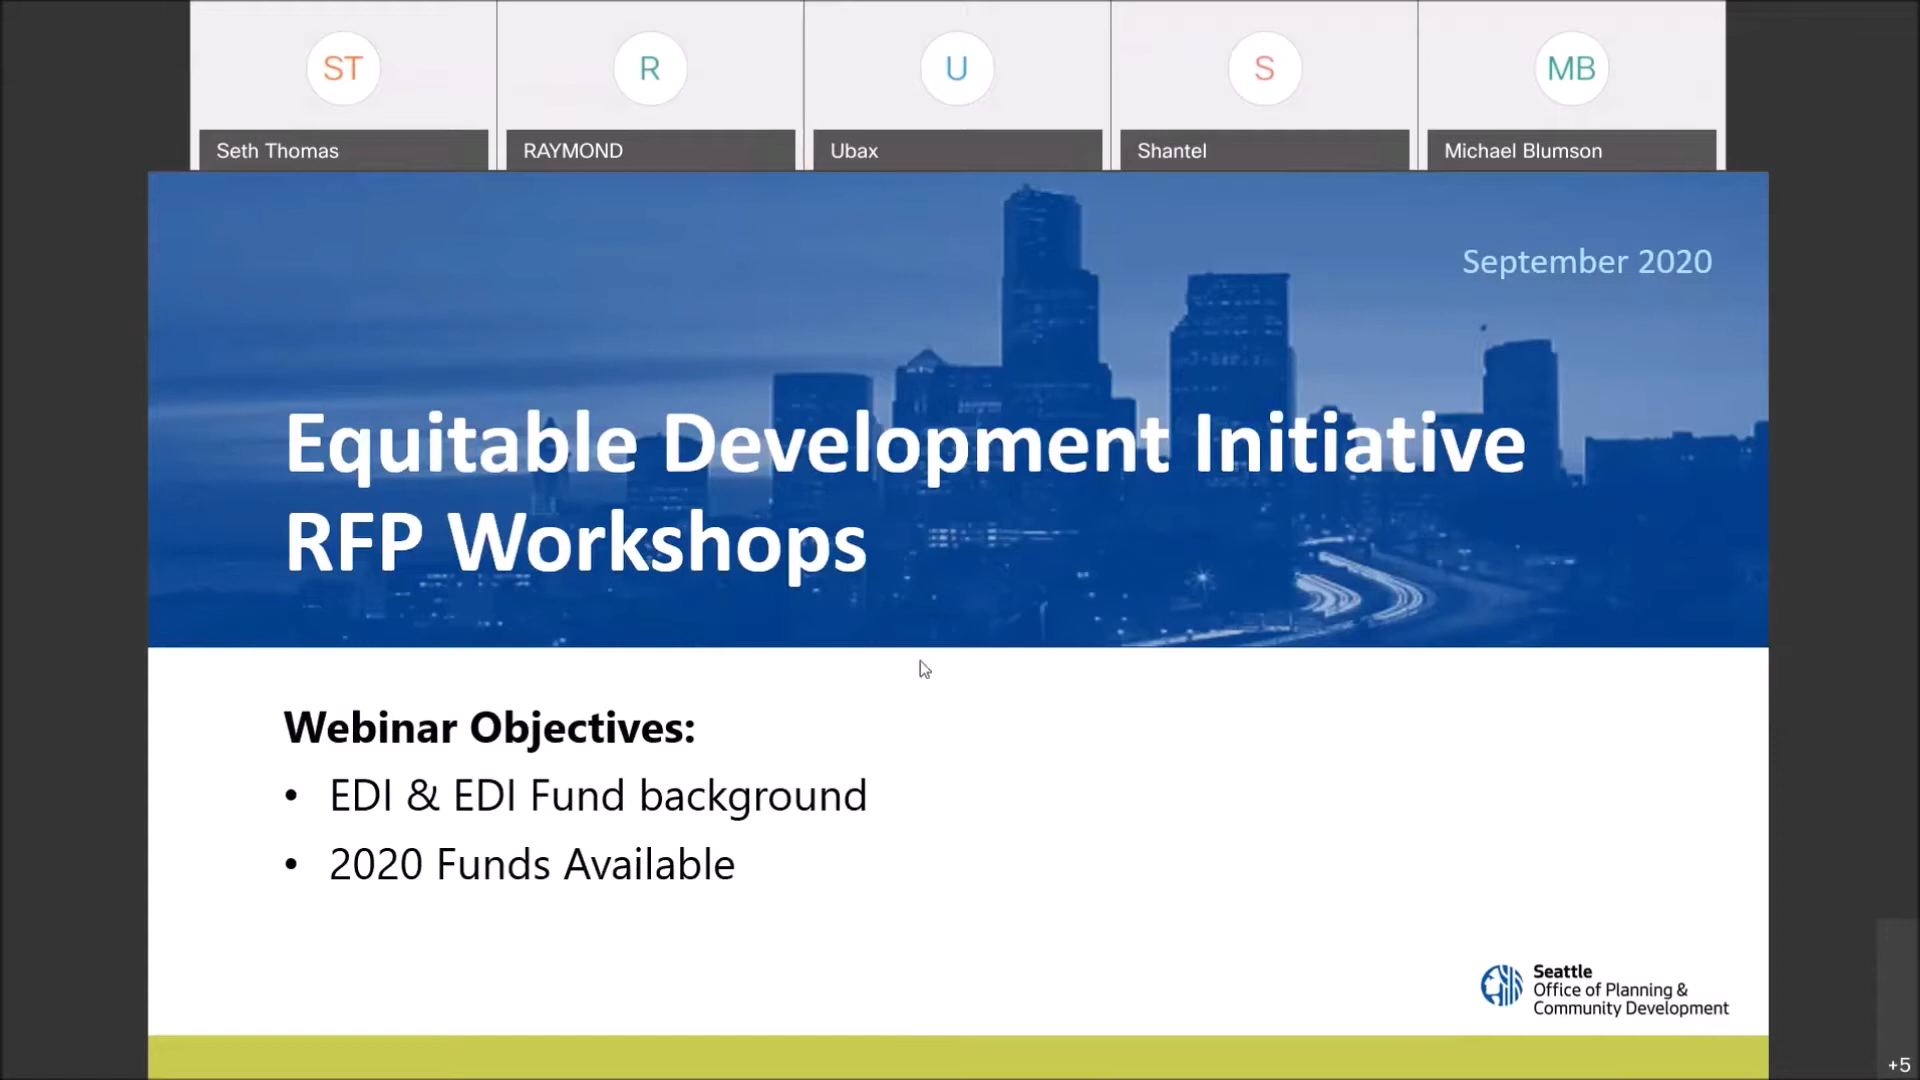 ST
R
U
S
MB
Seth Thomas
RAYMOND
Ubax
Shantel
Michael Blumson
September 2020
Equitable Development Initiative
RFP Workshops
Webinar Objectives:
• EDI & EDI Fund background
• 2020 Funds Available
Seattle
Office of Planning &
Community Development
+5